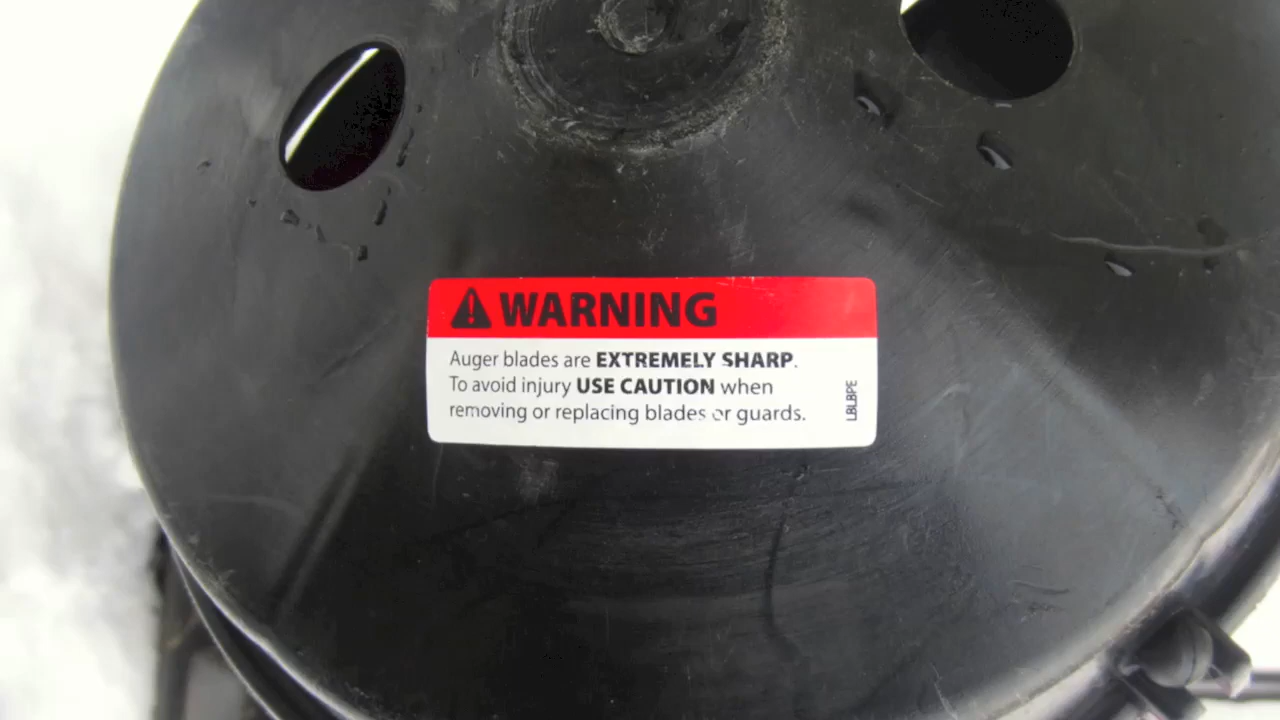 WARNING
Auger blades are EXTREMELY SHARP.
To avoid injury USE CAUTION when
removing or replacing blades or guards.
LBLBPE